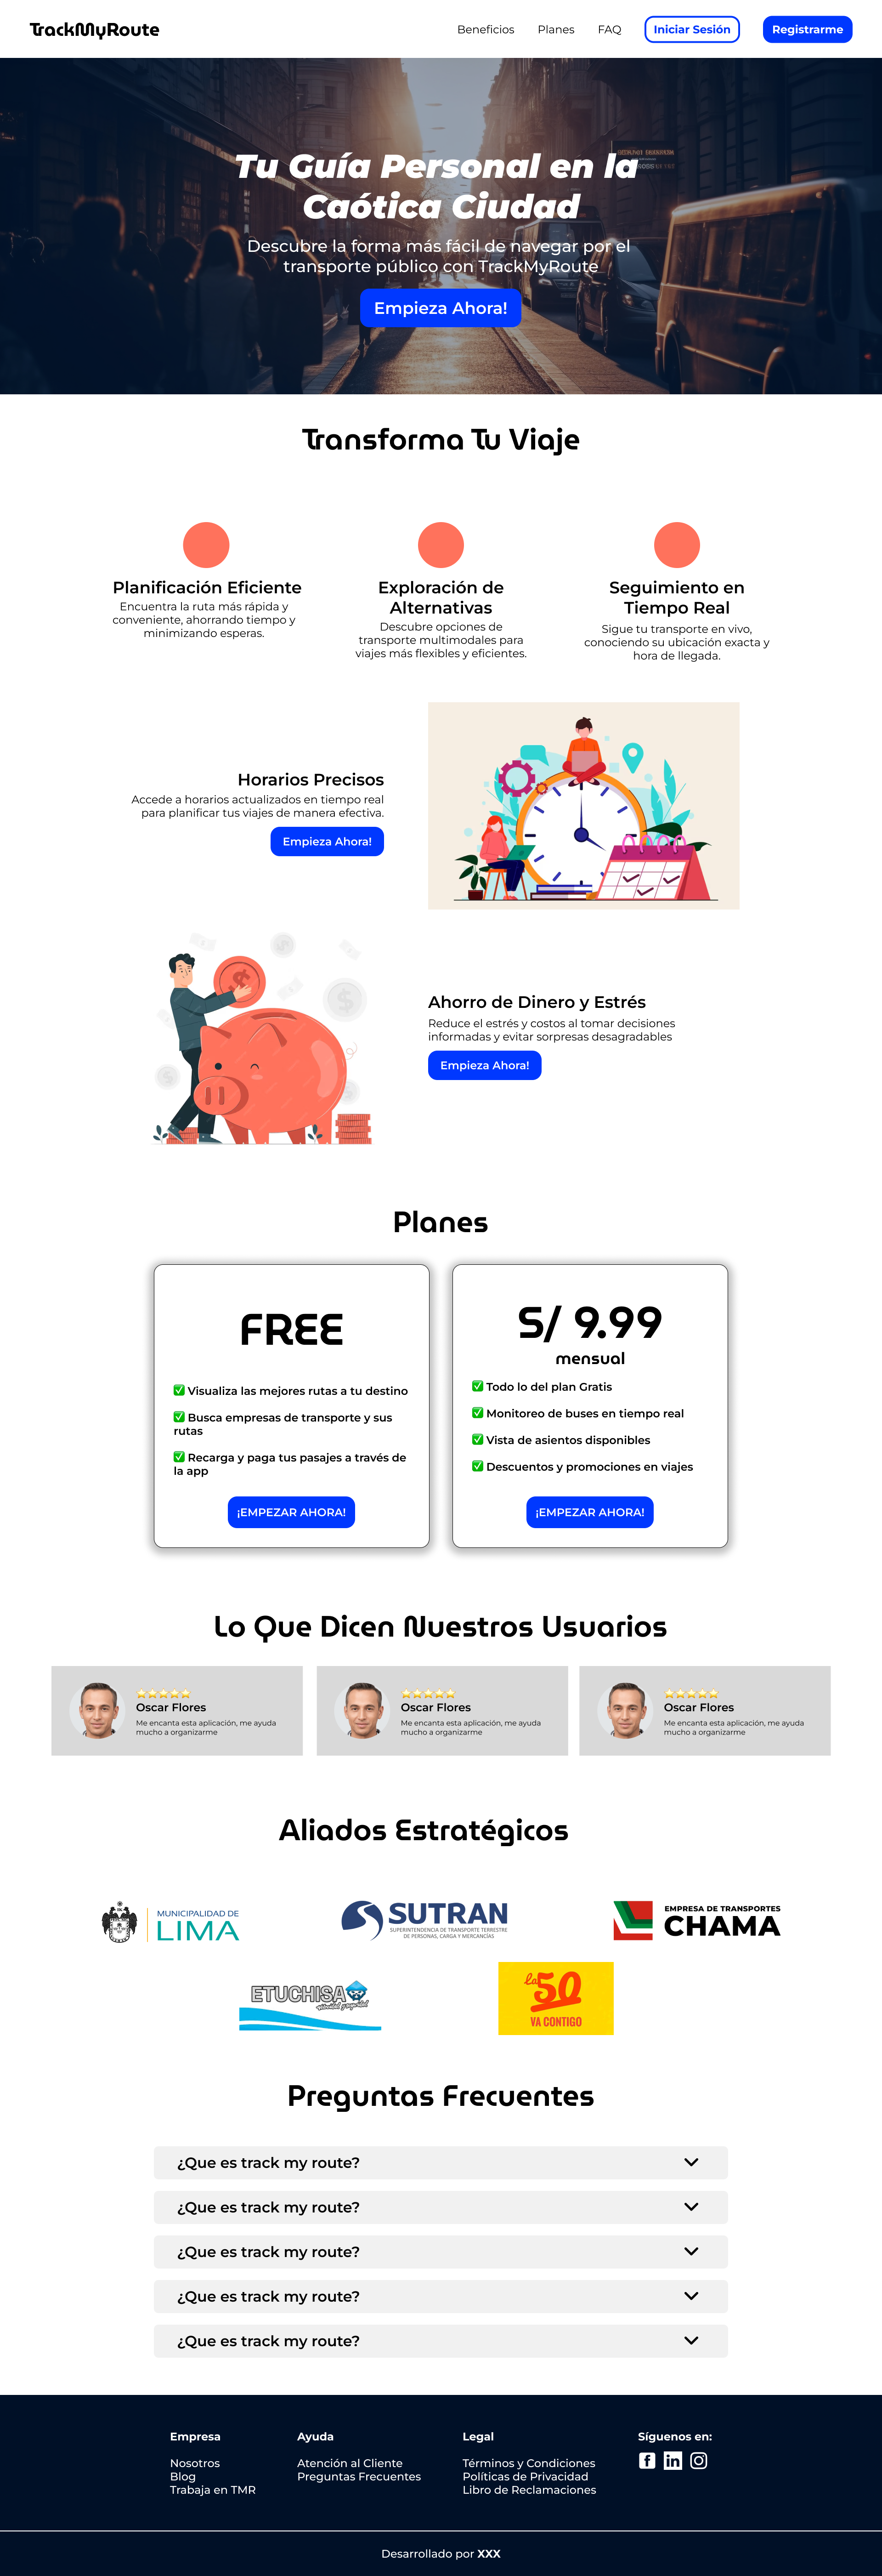 TrackMyRoute
Beneficios
Planes
FAQ
Iniciar Sesión
Registrarme
Tu Guía Personal en la
Caótica Ciudad
Descubre la forma más fácil de navegar por el
transporte público con TrackMyRoute
Empieza Ahora!
Transforma Tu Viaje
Planificación Eficiente
Encuentra la ruta más rápida y
conveniente, ahorrando tiempo y
minimizando esperas.
Exploración de
Alternativas
Descubre opciones de
transporte multimodales para
viajes más flexibles y eficientes.
Seguimiento en
Tiempo Real
Sigue tu transporte en vivo,
conociendo su ubicación exacta y
hora de llegada.
Horarios Precisos
Accede a horarios actualizados en tiempo real
para planificar tus viajes de manera efectiva.
Empieza Ahora!
Ahorro de Dinero y Estrés
Reduce el estrés y costos al tomar decisiones
informadas y evitar sorpresas desagradables
Empieza Ahora!
Planes
FREE
✅ Visualiza las mejores rutas a tu destino
✅ Busca empresas de transporte y sus
rutas
✅ Recarga y paga tus pasajes a través de
la app
¡EMPEZAR AHORA!
S/ 9.99
mensual
✅ Todo lo del plan Gratis
✅ Monitoreo de buses en tiempo real
✅ Vista de asientos disponibles
✅ Descuentos y promociones en viajes
¡EMPEZAR AHORA!
Lo Que Dicen Nuestros Usuarios
⭐⭐⭐⭐⭐
Oscar Flores
Me encanta esta aplicación, me ayuda
mucho a organizarme
⭐⭐⭐⭐⭐
Oscar Flores
Me encanta esta aplicación, me ayuda
mucho a organizarme
⭐⭐⭐⭐⭐
Oscar Flores
Me encanta esta aplicación, me ayuda
mucho a organizarme
Aliados Estratégicos
MUNICIPALIDAD DE
LIMA
SUTRAN
SUPERINTENDENCIA DE TRANSPORTE TERRESTRE
DE PERSONAS, CARGA Y MERCANCÍAS
EMPRESA DE TRANSPORTES
CHAMA
ETUCHISA
la 50
VA CONTIGO
Preguntas Frecuentes
¿Que es track my route?
¿Que es track my route?
¿Que es track my route?
¿Que es track my route?
¿Que es track my route?
Empresa
Nosotros
Blog
Trabaja en TMR
Ayuda
Atención al Cliente
Preguntas Frecuentes
Legal
Términos y Condiciones
Políticas de Privacidad
Libro de Reclamaciones
Síguenos en:
Desarrollado por XXX